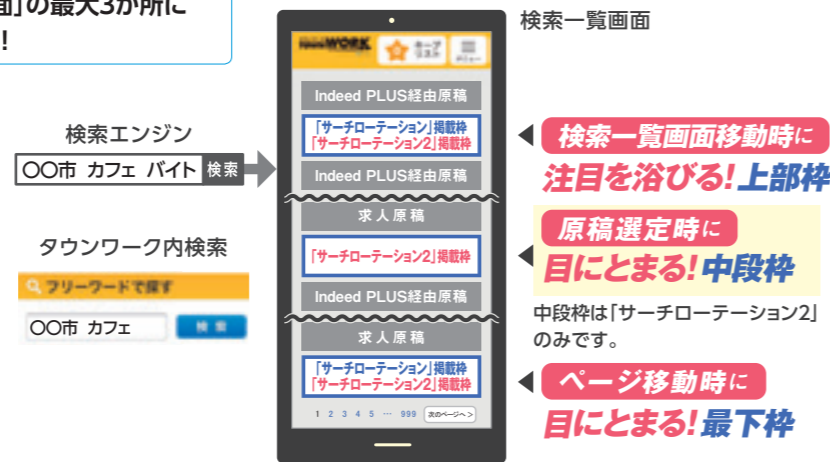 面」の最大3か所に
!
検索一覧画面
WORK
キープ
リスト
メニュー
Indeed PLUS経由原稿
「サーチローテーション」掲載枠
「サーチローテーション2」掲載枠
Indeed PLUS経由原稿
求人原稿
「サーチローテーション2」掲載枠
Indeed PLUS経由原稿
求人原稿
「サーチローテーション」掲載枠
「サーチローテーション2」掲載枠
1 2 3 4 5 … 999 次のページへ >
検索エンジン
〇〇市 カフェ バイト 検索
タウンワーク内検索
フリーワードで探す
〇〇市 カフェ 検索
検索一覧画面移動時に
注目を浴びる!上部枠
原稿選定時に
目にとまる!中段枠
中段枠は「サーチローテーション2」
のみです。
ページ移動時に
目にとまる!最下枠